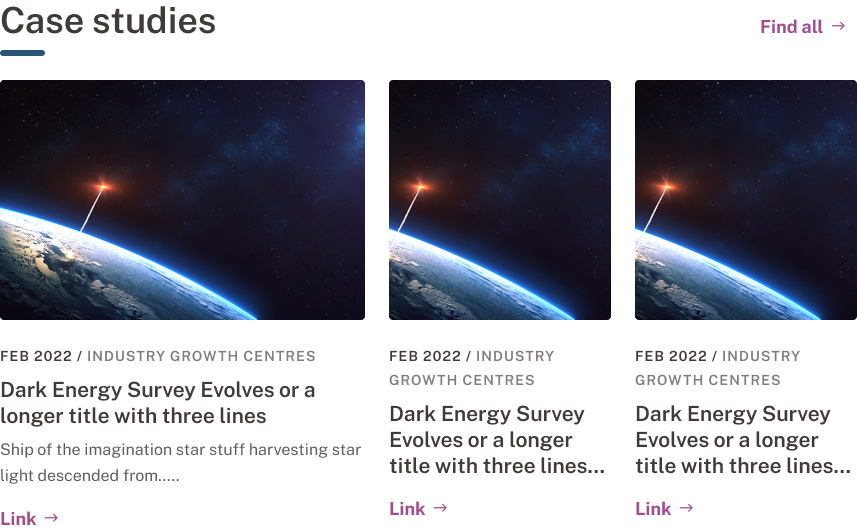 Case studies
Find all →
FEB 2022 / INDUSTRY GROWTH CENTRES
Dark Energy Survey Evolves or a
longer title with three lines
Ship of the imagination star stuff harvesting star
light descended from.....
Link →
FEB 2022 / INDUSTRY
GROWTH CENTRES
Dark Energy Survey
Evolves or a longer
title with three lines...
Link →
FEB 2022 / INDUSTRY
GROWTH CENTRES
Dark Energy Survey
Evolves or a longer
title with three lines...
Link →